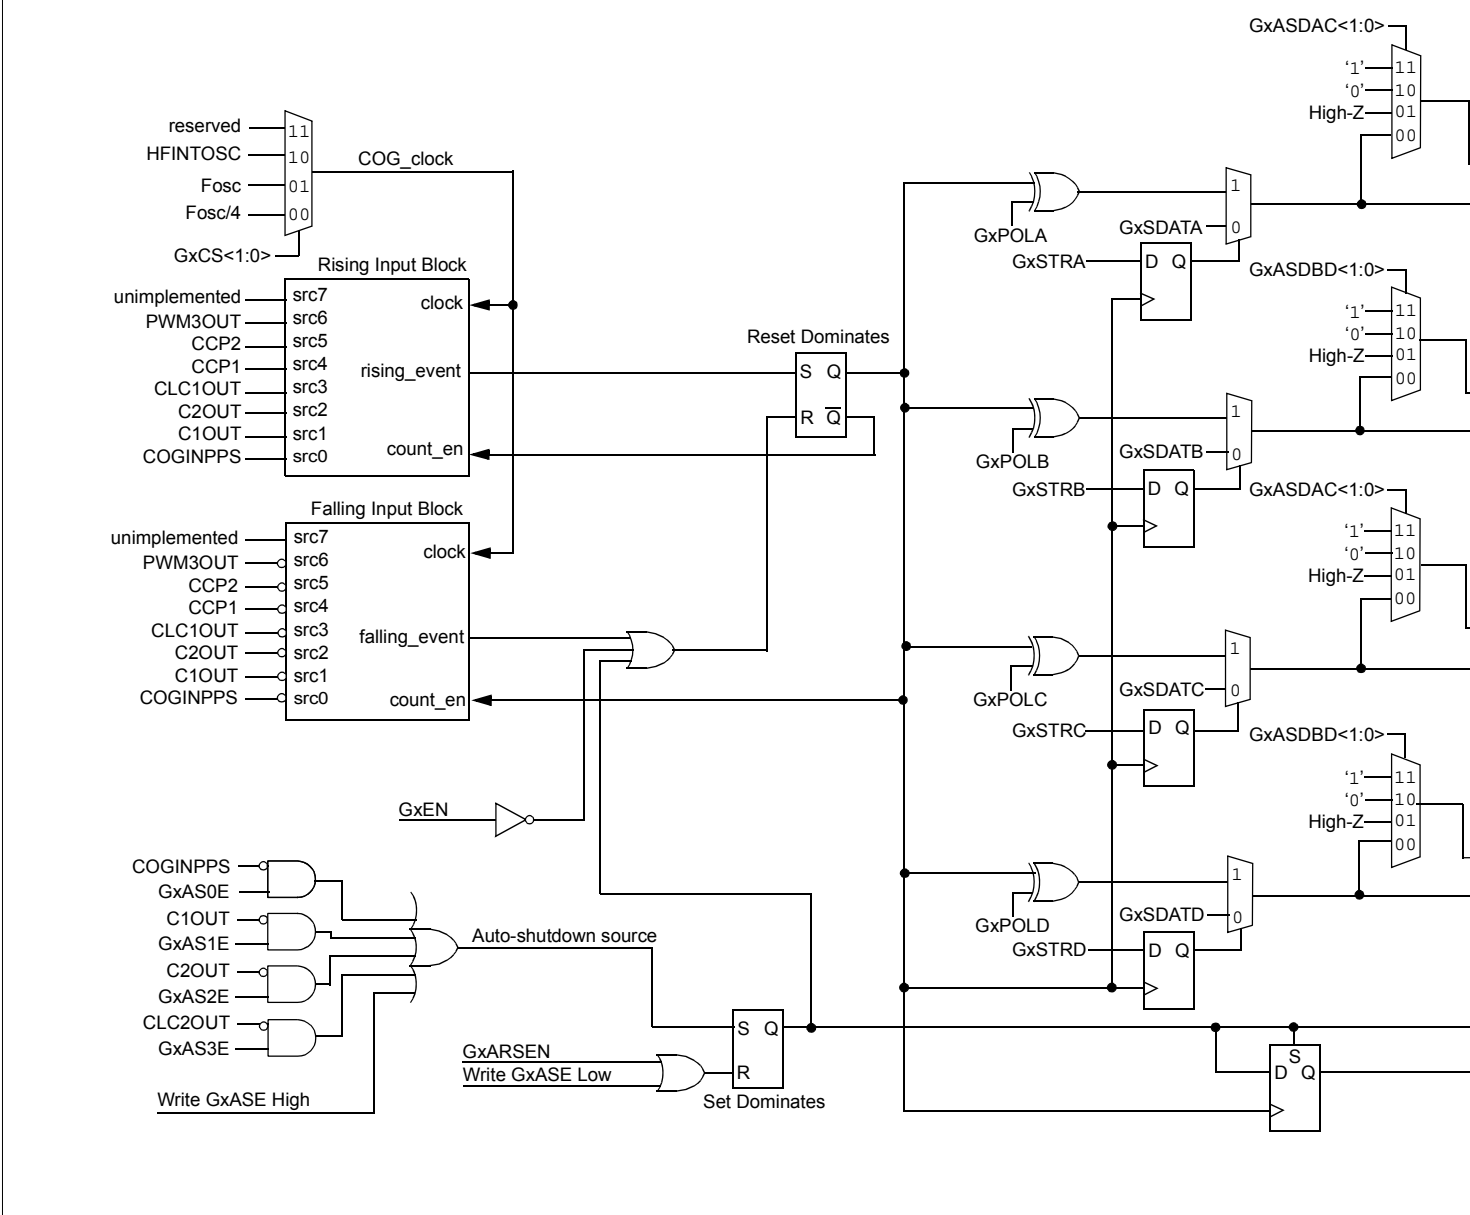 GxASDAC<1:0>
‘1’ 11
‘0’ 10
High-Z 01
00
reserved 11
HFINTOSC 10
Fosc 01
Fosc/4 00
GxCS<1:0>
COG_clock
Rising Input Block
unimplemented src7
PWM3OUT src6
CCP2 src5
CCP1 src4
CLC1OUT src3
C2OUT src2
C1OUT src1
COGINPPS src0
clock
rising_event
count_en
Reset Dominates
S Q
R Q
Falling Input Block
unimplemented src7
PWM3OUT src6
CCP2 src5
CCP1 src4
CLC1OUT src3
C2OUT src2
C1OUT src1
COGINPPS src0
clock
falling_event
count_en
GxEN
COGINPPS
GxAS0E
C1OUT
GxAS1E
C2OUT
GxAS2E
CLC2OUT
GxAS3E
Write GxASE High
Auto-shutdown source
GxARSEN
Write GxASE Low
S Q
R
Set Dominates
GxPOLA
1
GxSDATA 0
GxSTRA D Q
GxASDBD<1:0>
‘1’ 11
‘0’ 10
High-Z 01
00
GxPOLB
1
GxSDATB 0
GxSTRB D Q
GxASDAC<1:0>
‘1’ 11
‘0’ 10
High-Z 01
00
GxPOLC
1
GxSDATC 0
GxSTRC D Q
GxASDBD<1:0>
‘1’ 11
‘0’ 10
High-Z 01
00
GxPOLD
1
GxSDATD 0
GxSTRD D Q
S
D Q